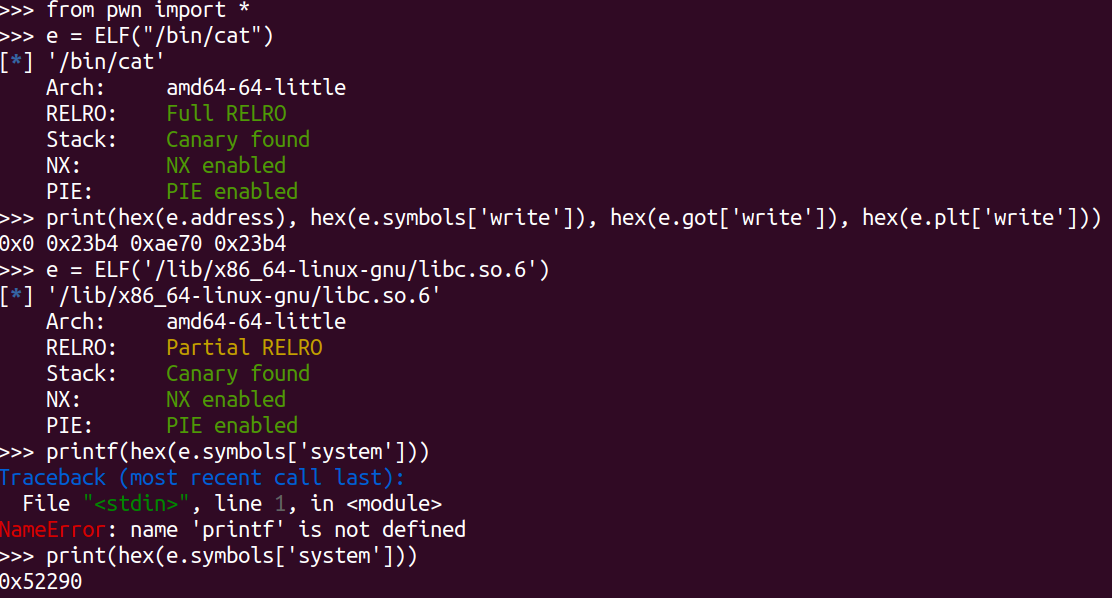 >>> from pwn import *
>>> e = ELF("/bin/cat")
[*] '/bin/cat'
    Arch:     amd64-64-little
    RELRO:    Full RELRO
    Stack:    Canary found
    NX:       NX enabled
    PIE:      PIE enabled
>>> print(hex(e.address), hex(e.symbols['write']), hex(e.got['write']), hex(e.plt['write']))
0x0 0x23b4 0xae70 0x23b4
>>> e = ELF('/lib/x86_64-linux-gnu/libc.so.6')
[*] '/lib/x86_64-linux-gnu/libc.so.6'
    Arch:     amd64-64-little
    RELRO:    Partial RELRO
    Stack:    Canary found
    NX:       NX enabled
    PIE:      PIE enabled
>>> printf(hex(e.symbols['system']))
Traceback (most recent call last):
  File "<stdin>", line 1, in <module>
NameError: name 'printf' is not defined
>>> print(hex(e.symbols['system']))
0x52290